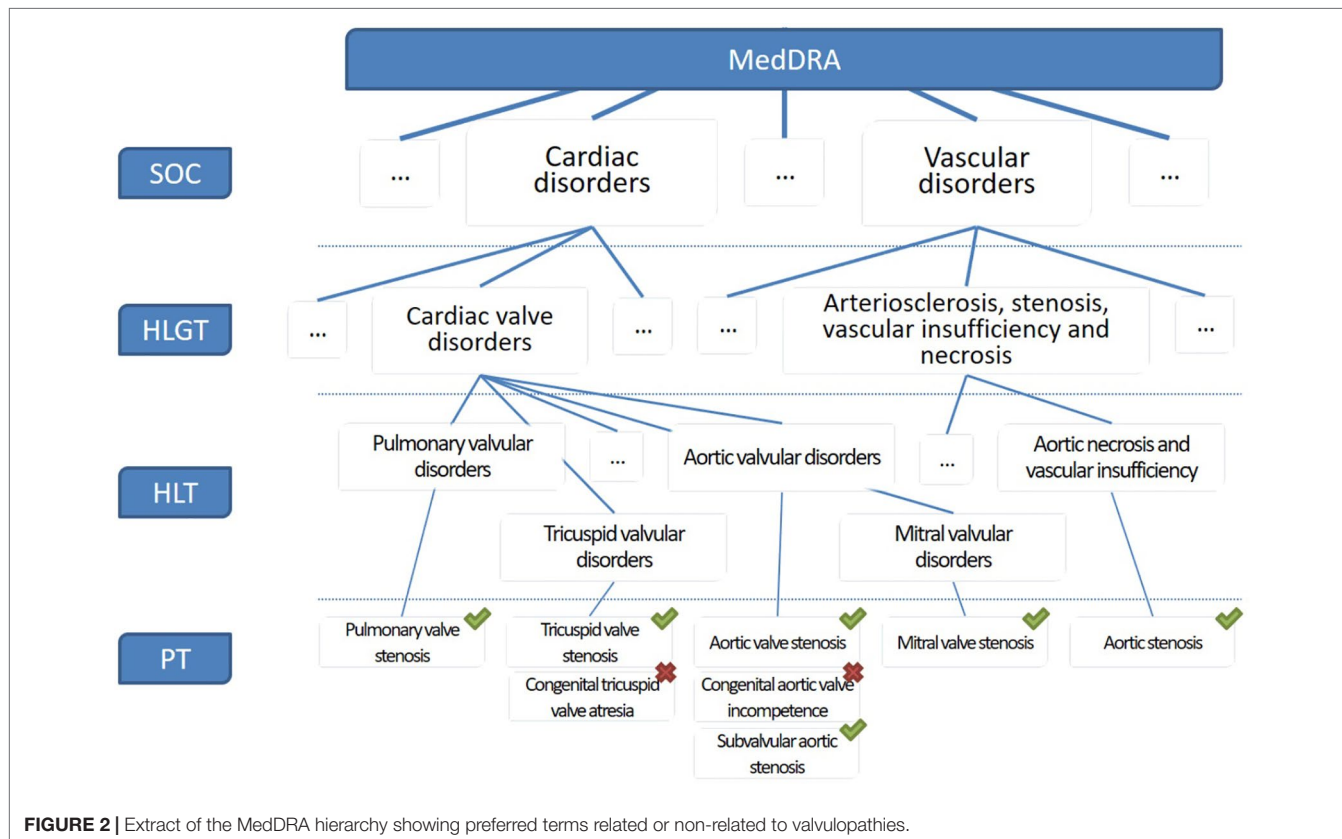 MedDRA
SOC
...
Cardiac
disorders
...
Vascular
disorders
...
HLGT
...
Cardiac valve
disorders
...
...
Arteriosclerosis, stenosis,
vascular insufficiency and
necrosis
...
HLT
Pulmonary valvular
disorders
...
Aortic valvular disorders
...
Aortic necrosis and
vascular insufficiency
Tricuspid valvular
disorders
Mitral valvular
disorders
PT
Pulmonary valve
stenosis
Tricuspid valve
stenosis
Aortic valve stenosis
Mitral valve stenosis
Aortic stenosis
Congenital tricuspid
valve atresia
Congenital aortic valve
incompetence
Subvalvular aortic
stenosis
FIGURE 2 | Extract of the MedDRA hierarchy showing preferred terms related or non-related to valvulopathies.